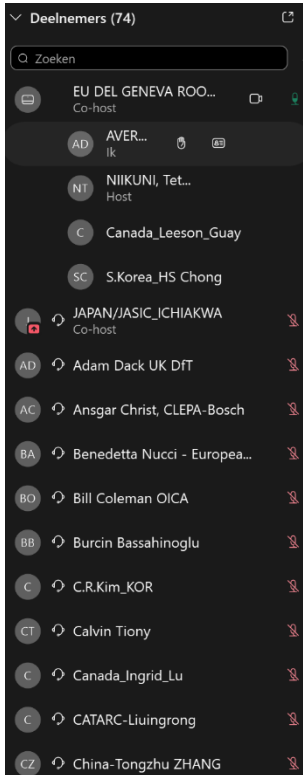 Deelnemers (74)
Zoeken
EU DEL GENEVA ROO...
Co-host
AD
AVER...
Ik
NT
NIIKUNI, Tet...
Host
C
Canada_Leeson_Guay
SC
S.Korea_HS Chong
JAPAN/JASIC_ICHIAKWA
Co-host
AD
Adam Dack UK DfT
AC
Ansgar Christ, CLEPA-Bosch
BA
Benedetta Nucci - Europea...
BO
Bill Coleman OICA
BB
Burcin Bassahinoglu
C
C.R.Kim_KOR
CT
Calvin Tiony
C
Canada_Ingrid_Lu
C
CATARC-Liuingrong
CZ
China-Tongzhu ZHANG